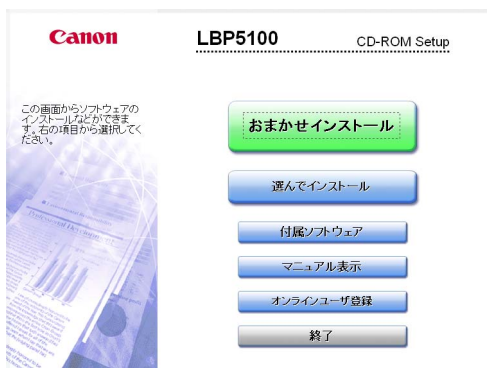 Canon
LBP5100
CD-ROM Setup
この画面からソフトウェアの
インストールなどができま
す。右の項目から選択してく
ださい。
おまかせインストール
選んでインストール
付属ソフトウェア
マニュアル表示
オンラインユーザ登録
終了